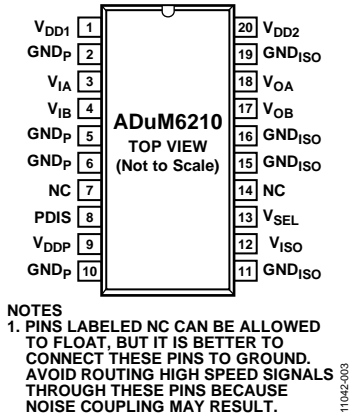 VDD1 1 20 VDD2
GNDP 2 19 GNDISO
VIA 3 18 VOA
VIB 4 17 VOB
GNDP 5 16 GNDISO
GNDP 6 15 GNDISO
NC 7 14 NC
PDIS 8 13 VSEL
VDDP 9 12 VISO
GNDP 10 11 GNDISO
ADuM6210
TOP VIEW
(Not to Scale)
NOTES
1. PINS LABELED NC CAN BE ALLOWED
TO FLOAT, BUT IT IS BETTER TO
CONNECT THESE PINS TO GROUND.
AVOID ROUTING HIGH SPEED SIGNALS
THROUGH THESE PINS BECAUSE
NOISE COUPLING MAY RESULT.
11042-003